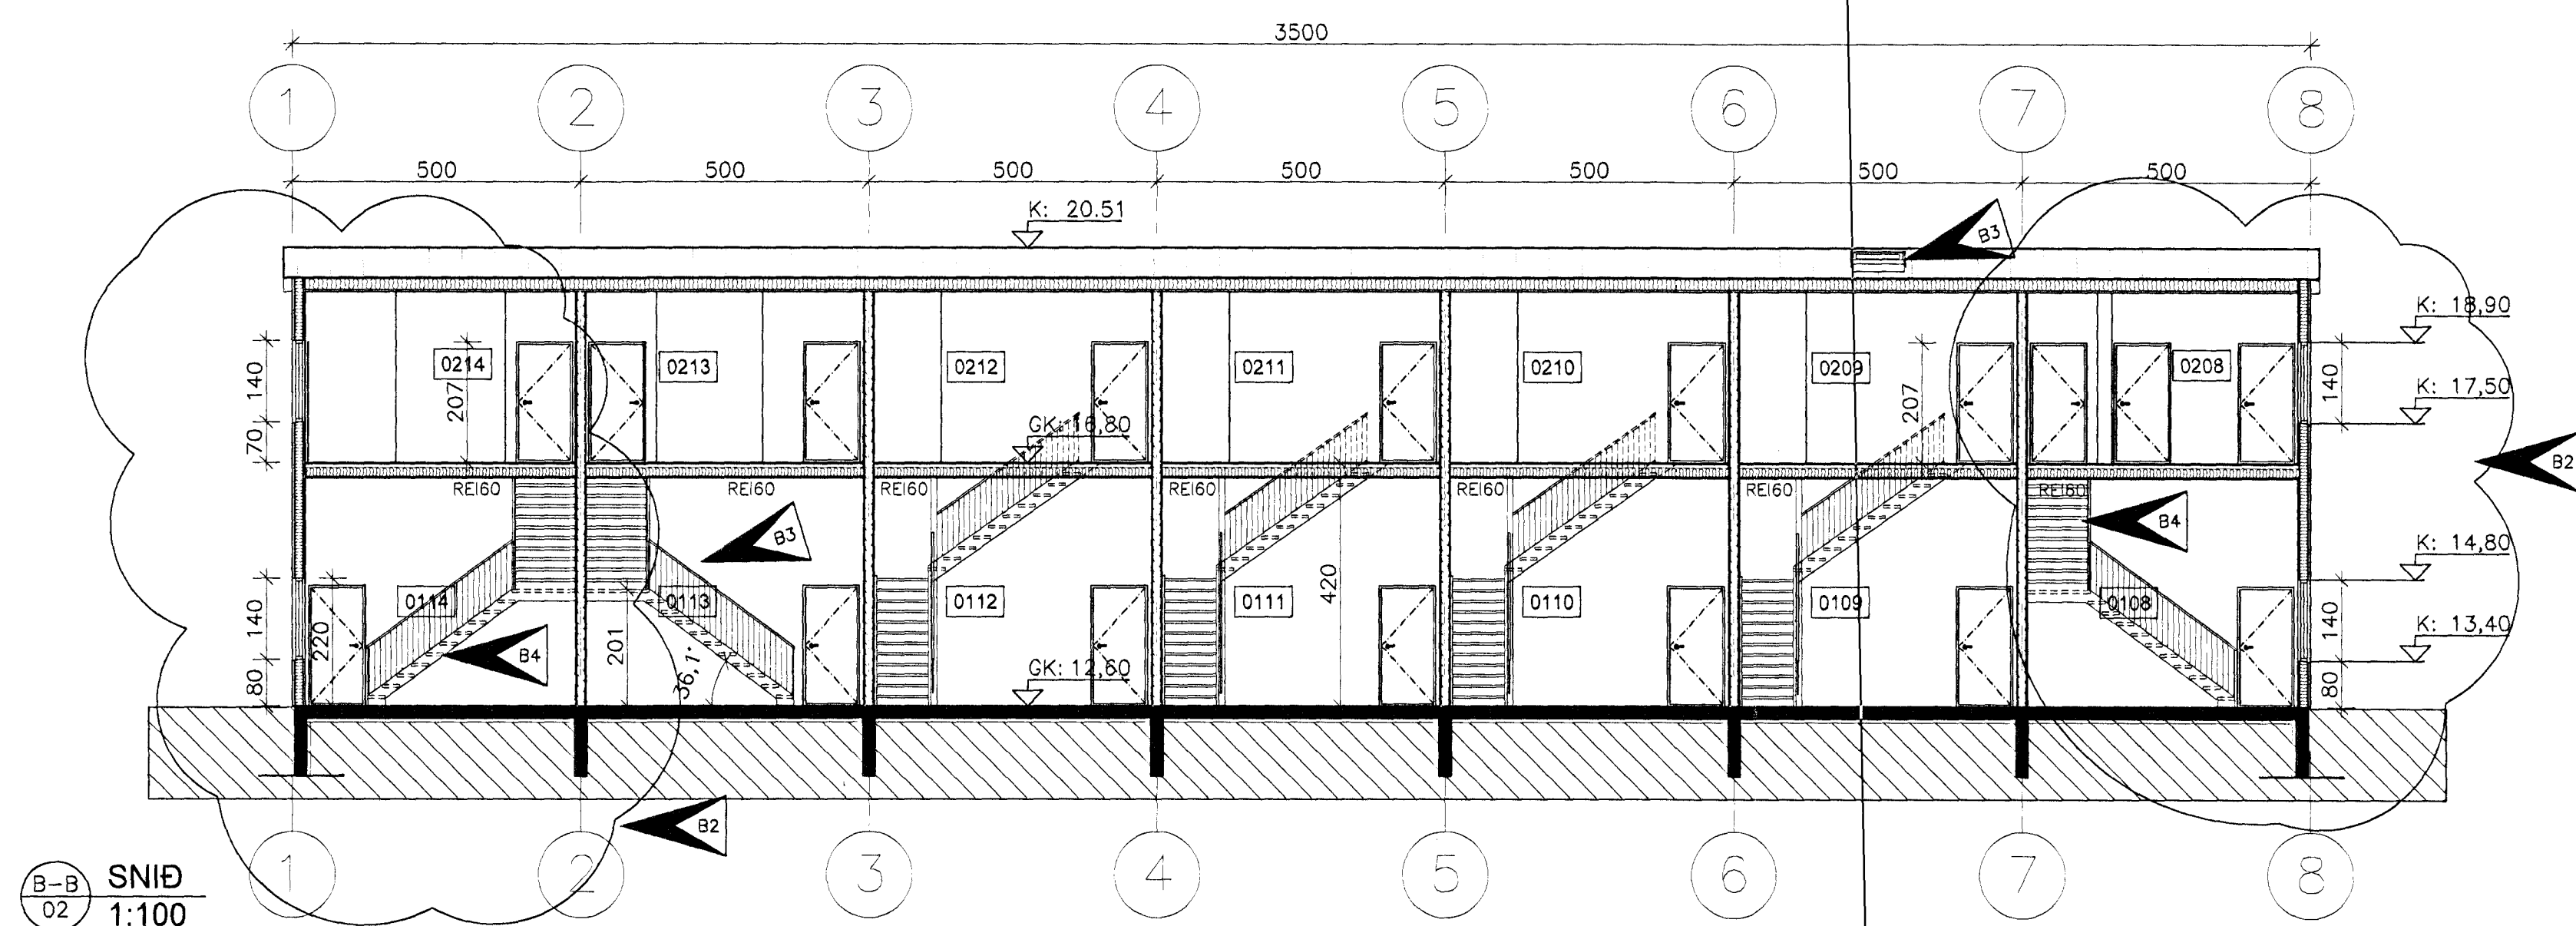 3500
1 2 3 4 5 6 7 8
500 500 500 500 500 500 500
K: 20.51
B3
K: 18,90
140 0214 207 0213 0212 0211 0210 0209 207 0208 140
K: 17,50
70
GK: 16,80
B2
REI60 REI60 REI60 REI60 REI60 REI60 REI60
B3
B4
K: 14,80
140 220 0114 201 0113 0112 0111 420 0110 0109 0108 140
K: 13,40
B4
36,1°
80
GK: 12,60
80
B2
1 2 3 4 5 6 7 8
B-B
02
SNIÐ
1:100